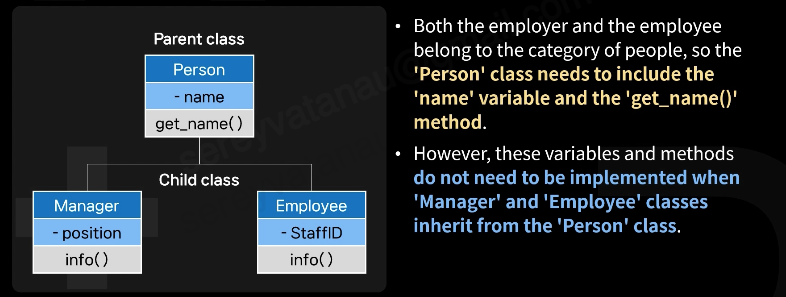 Parent class
Person
- name
get_name()
Child class
Manager
- position
info()
Employee
- StaffID
info()
• Both the employer and the employee
belong to the category of people, so the
'Person' class needs to include the
'name' variable and the 'get_name()'
method.
• However, these variables and methods
do not need to be implemented when
'Manager' and 'Employee' classes
inherit from the 'Person' class.